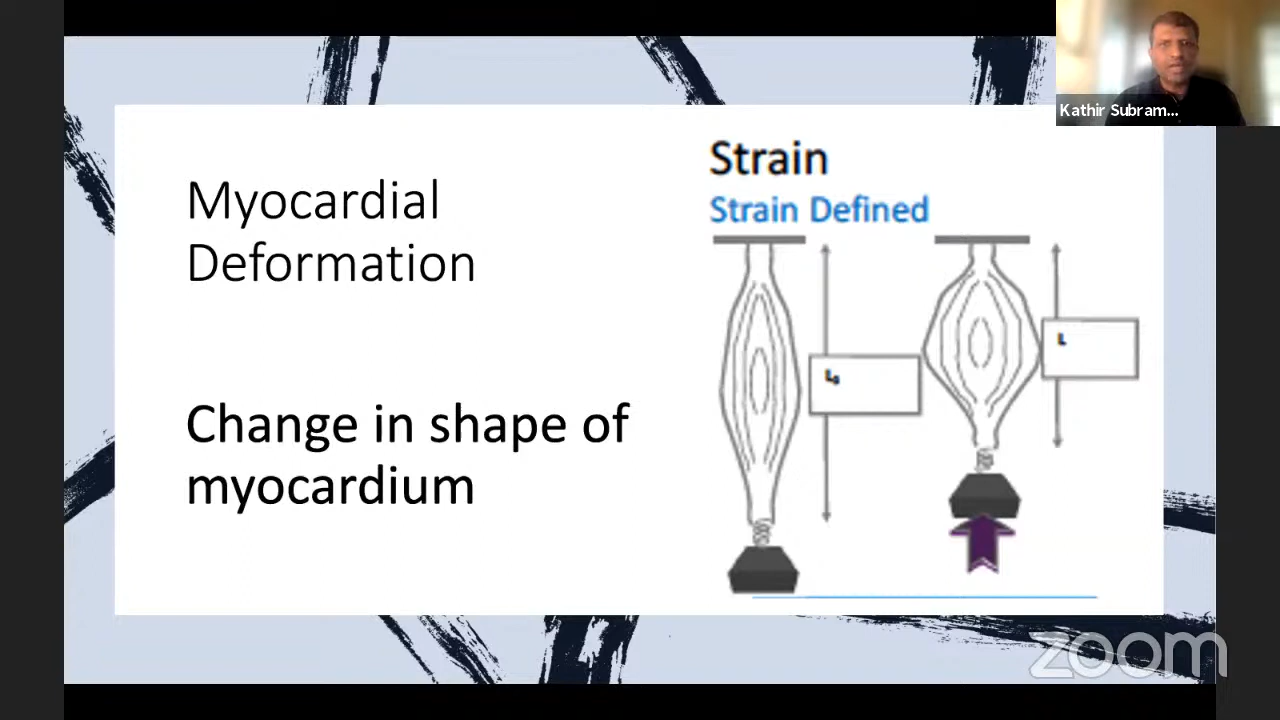 Kathir Subram...
Myocardial
Deformation
Change in shape of
myocardium
Strain
Strain Defined
L₀
L
zoom